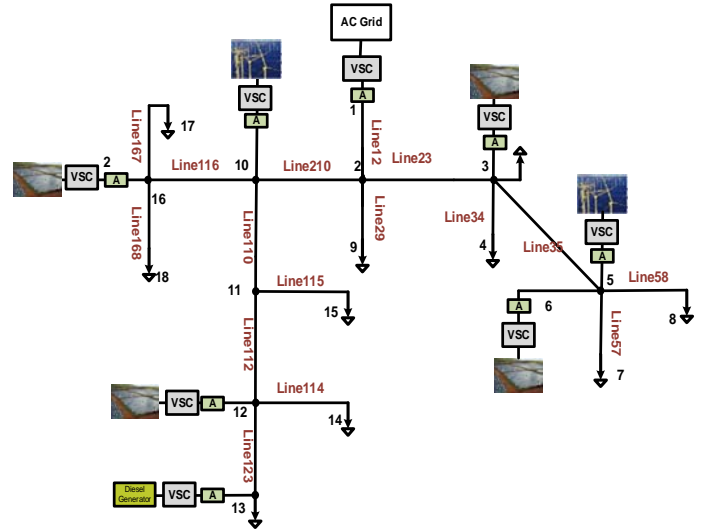 AC Grid
VSC
A
1
VSC
A
VSC
A
17
Line167
Line12
2
VSC
A
Line116
10
Line210
2
Line23
3
16
Line168
18
Line110
Line29
9
Line34
4
Line35
VSC
A
5
Line58
8
6
A
VSC
Line57
7
11
Line115
15
Line112
VSC
A
12
Line114
14
Line123
Diesel
Generator
VSC
A
13